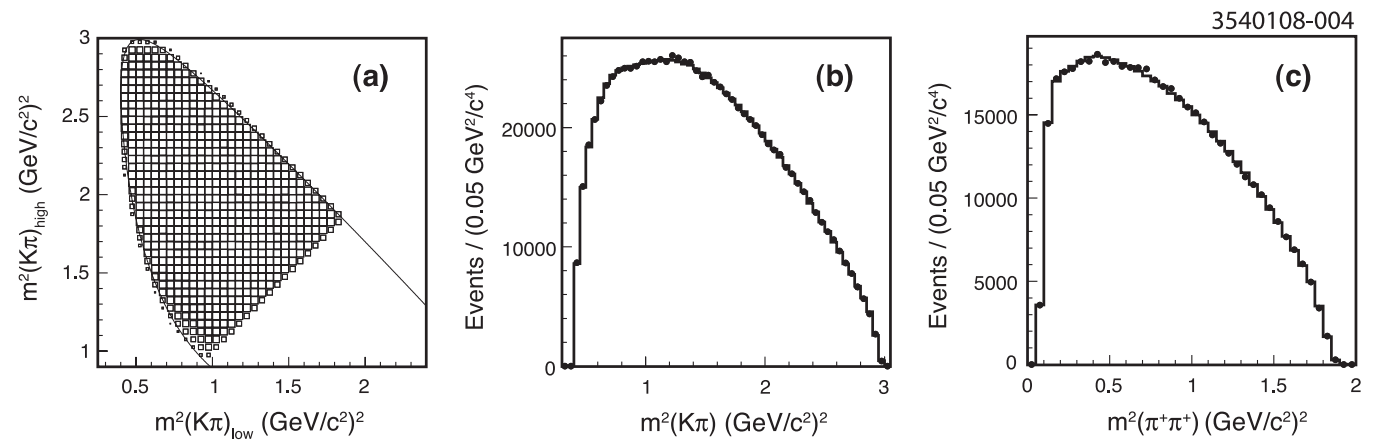 3540108-004
(a)
m²(Kπ)high (GeV/c²)²
3
2.5
2
1.5
1
0.5
1
1.5
2
m²(Kπ)low (GeV/c²)²
(b)
Events / (0.05 GeV²/c⁴)
20000
10000
0
1
2
3
m²(Kπ) (GeV/c²)²
(c)
Events / (0.05 GeV²/c⁴)
15000
10000
5000
0
0
0.5
1
1.5
2
m²(π⁺π⁺) (GeV/c²)²